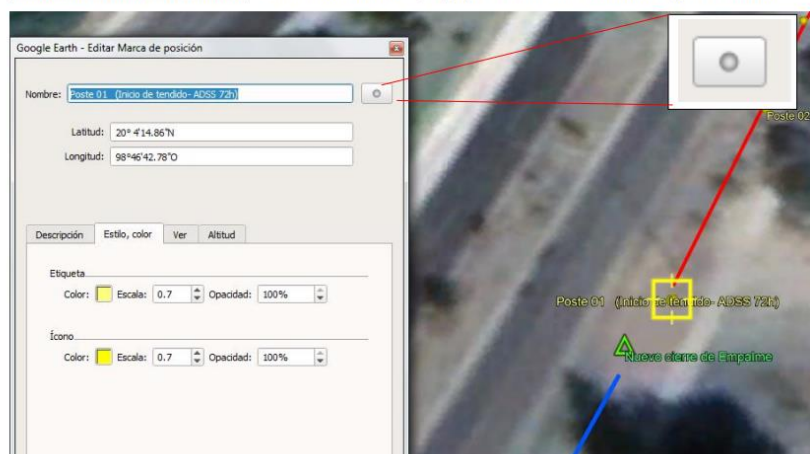 Google Earth - Editar Marca de posición
Nombre: Poste 01 (Inicio de tendido- ADSS 72h)
Latitud: 20° 4'14.86"N
Longitud: 98°46'42.78"O
Descripción Estilo, color Ver Altitud
Etiqueta
Color: Escala: 0.7 Opacidad: 100%
Ícono
Color: Escala: 0.7 Opacidad: 100%
Poste 02
Poste 01 (Inicio de tendido- ADSS 72h)
Nuevo cierre de Empalme